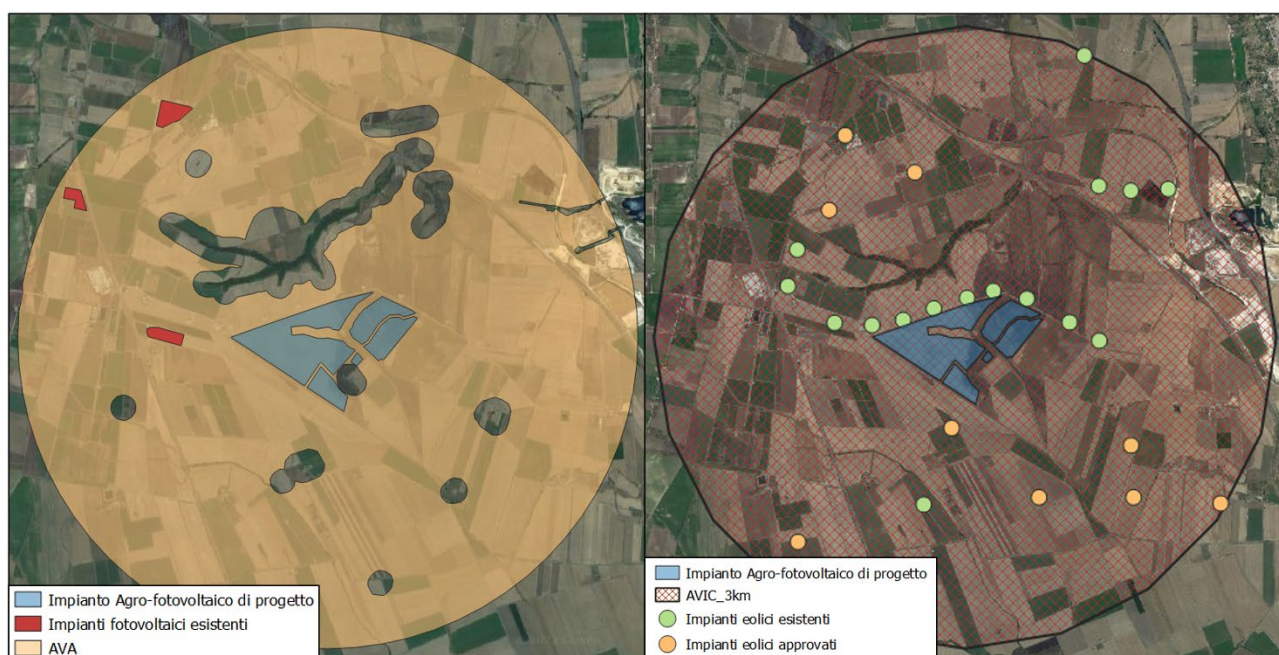 Impianto Agro-fotovoltaico di progetto
Impianti fotovoltaici esistenti
AVA
Impianto Agro-fotovoltaico di progetto
AVIC_3km
Impianti eolici esistenti
Impianti eolici approvati